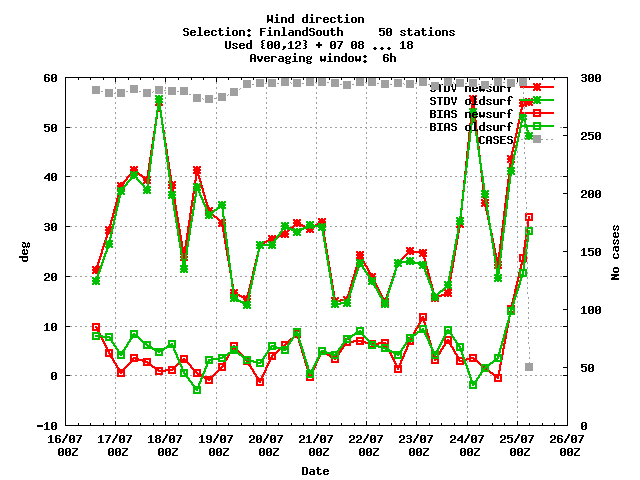 Wind direction
Selection: FinlandSouth 50 stations
Used {00,12} + 07 08 ... 18
Averaging window: 6h
60 300
STDV newsurf
STDV oldsurf
BIAS newsurf
BIAS oldsurf
CASES
50 250
40 200
30 150
20 100
10 50
0 0
-10
deg
No cases
16/07 17/07 18/07 19/07 20/07 21/07 22/07 23/07 24/07 25/07 26/07
00Z 00Z 00Z 00Z 00Z 00Z 00Z 00Z 00Z 00Z 00Z
Date